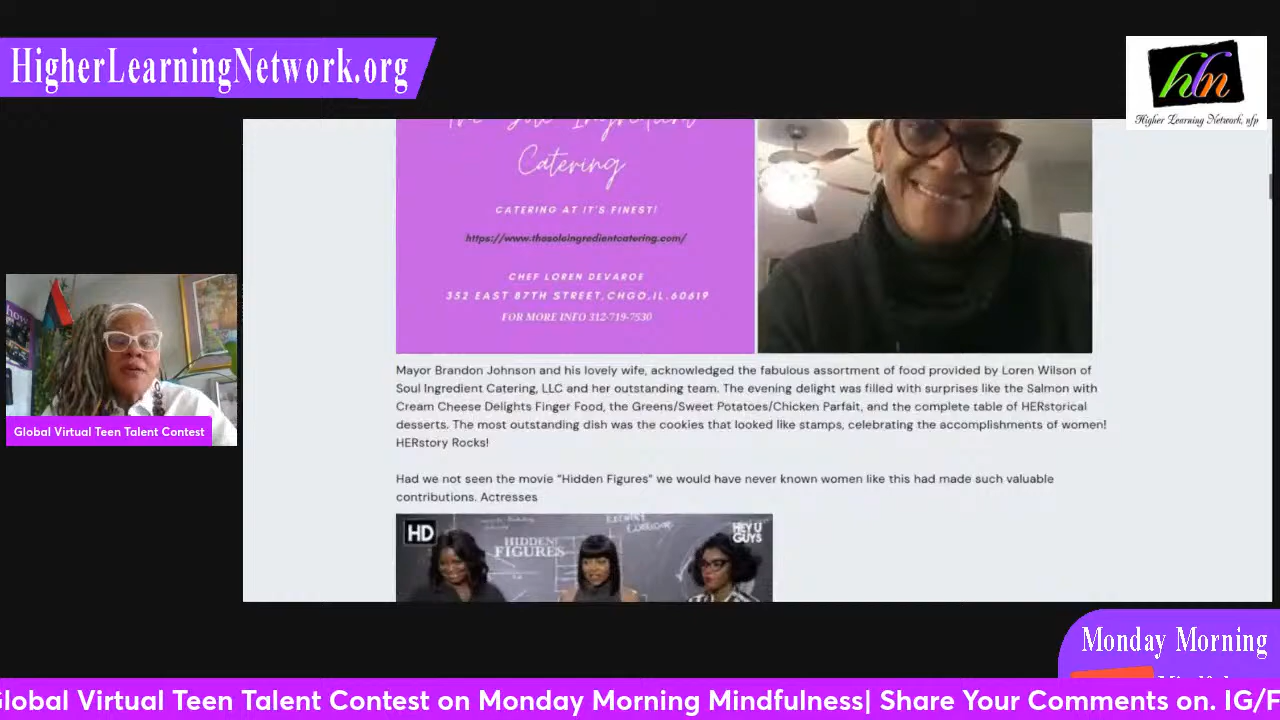 HigherLearningNetwork.org
hln
Higher Learning Network, nfp
Catering
CATERING AT IT'S FINEST!
https://www.thesoleingredientcatering.com/
CHEF LOREN DEVAROE
352 EAST 87TH STREET,CHGO,IL.60619
FOR MORE INFO 312-719-7530
Mayor Brandon Johnson and his lovely wife, acknowledged the fabulous assortment of food provided by Loren Wilson of
Soul Ingredient Catering, LLC and her outstanding team. The evening delight was filled with surprises like the Salmon with
Cream Cheese Delights Finger Food, the Greens/Sweet Potatoes/Chicken Parfait, and the complete table of HERstorical
desserts. The most outstanding dish was the cookies that looked like stamps, celebrating the accomplishments of women!
HERstory Rocks!
Had we not seen the movie "Hidden Figures" we would have never known women like this had made such valuable
contributions. Actresses
HD
HIDDEN
FIGURES
HEY U
GUYS
Global Virtual Teen Talent Contest
Monday Morning
Global Virtual Teen Talent Contest on Monday Morning Mindfulness| Share Your Comments on. IG/F